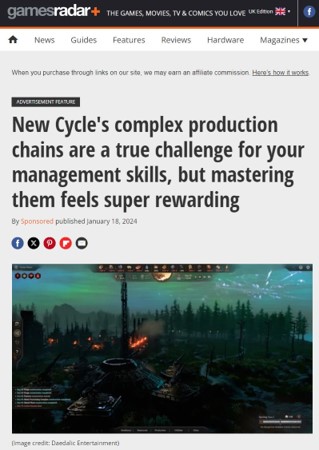 gamesradar+ THE GAMES, MOVIES, TV & COMICS YOU LOVE UK Edition
News Guides Features Reviews Hardware Magazines ▼
When you purchase through links on our site, we may earn an affiliate commission. Here's how it works.
ADVERTISEMENT FEATURE
New Cycle's complex production
chains are a true challenge for your
management skills, but mastering
them feels super rewarding
By Sponsored published January 18, 2024
(Image credit: Daedalic Entertainment)